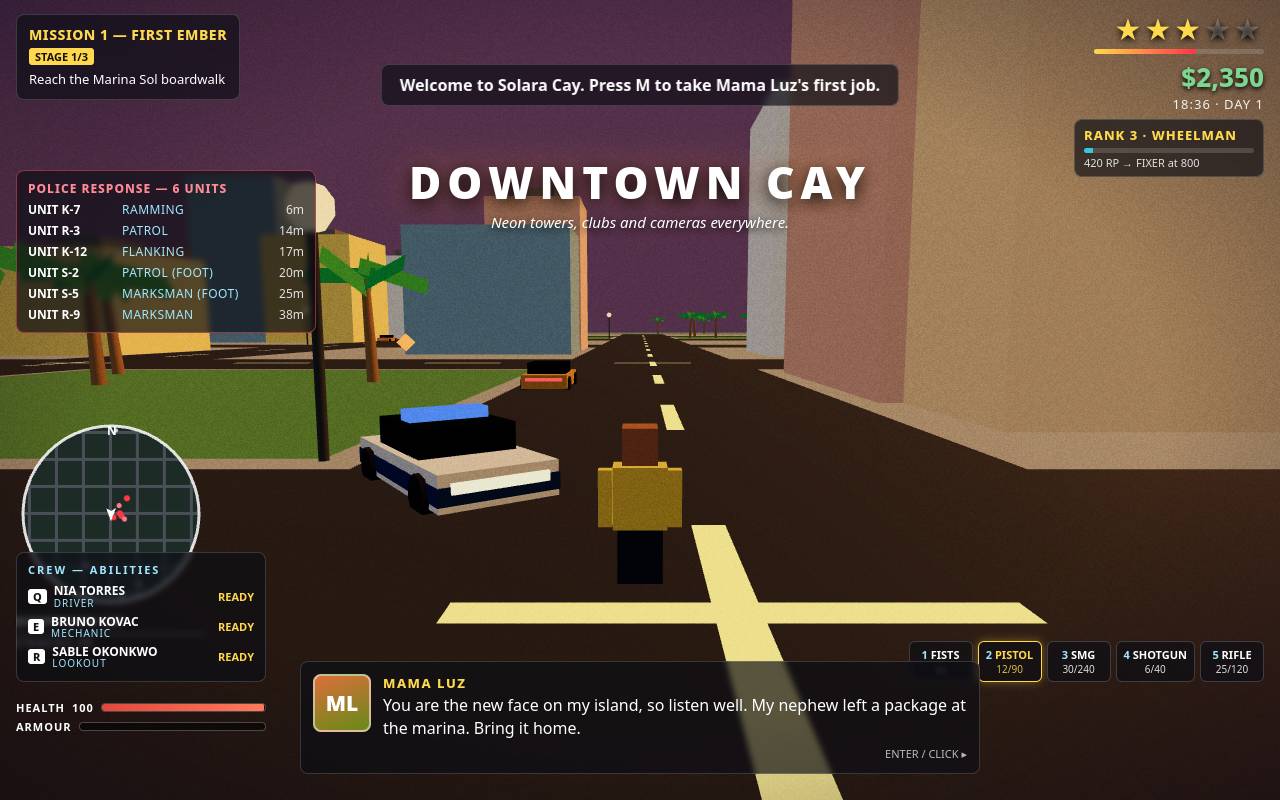 MISSION 1 — FIRST EMBER
STAGE 1/3
Reach the Marina Sol boardwalk
Welcome to Solara Cay. Press M to take Mama Luz's first job.
$2,350
18:36 · DAY 1
RANK 3 · WHEELMAN
420 RP → FIXER at 800
DOWNTOWN CAY
Neon towers, clubs and cameras everywhere.
POLICE RESPONSE — 6 UNITS
UNIT K-7 RAMMING 6m
UNIT R-3 PATROL 14m
UNIT K-12 FLANKING 17m
UNIT S-2 PATROL (FOOT) 20m
UNIT S-5 MARKSMAN (FOOT) 25m
UNIT R-9 MARKSMAN 38m
N
CREW — ABILITIES
Q NIA TORRES READY
DRIVER
E BRUNO KOVAC READY
MECHANIC
R SABLE OKONKWO READY
LOOKOUT
HEALTH 100
ARMOUR
1 FISTS
2 PISTOL
12/90
3 SMG
30/240
4 SHOTGUN
6/40
5 RIFLE
25/120
ML
MAMA LUZ
You are the new face on my island, so listen well. My nephew left a package at
the marina. Bring it home.
ENTER / CLICK ▸